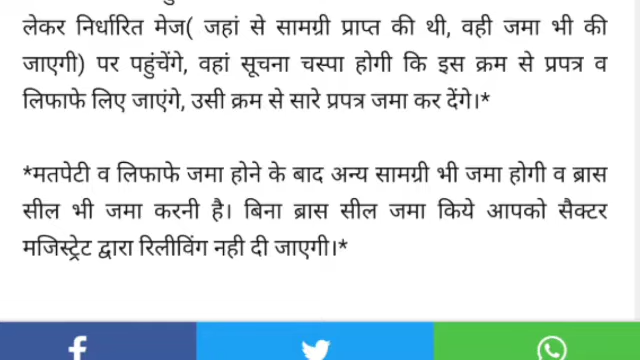 लेकर निर्धारित मेज( जहां से सामग्री प्राप्त की थी, वही जमा भी की
जाएगी) पर पहुंचेंगे, वहां सूचना चस्पा होगी कि इस क्रम से प्रपत्र व
लिफाफे लिए जाएंगे, उसी क्रम से सारे प्रपत्र जमा कर देंगे।*
*मतपेटी व लिफाफे जमा होने के बाद अन्य सामग्री भी जमा होगी व ब्रास
सील भी जमा करनी है। बिना ब्रास सील जमा किये आपको सैक्टर
मजिस्ट्रेट द्वारा रिलीविंग नही दी जाएगी।*